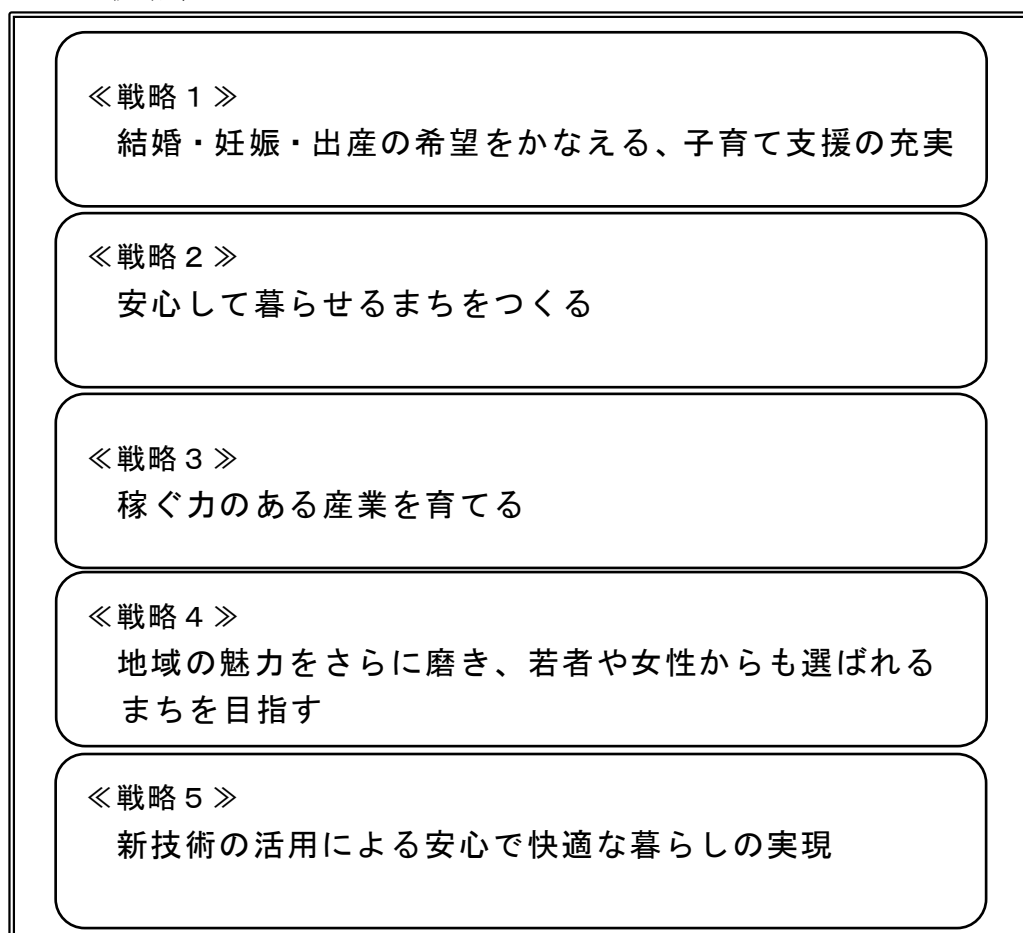 ≪戦略１≫
結婚・妊娠・出産の希望をかなえる、子育て支援の充実
≪戦略２≫
安心して暮らせるまちをつくる
≪戦略３≫
稼ぐ力のある産業を育てる
≪戦略４≫
地域の魅力をさらに磨き、若者や女性からも選ばれる
まちを目指す
≪戦略５≫
新技術の活用による安心で快適な暮らしの実現